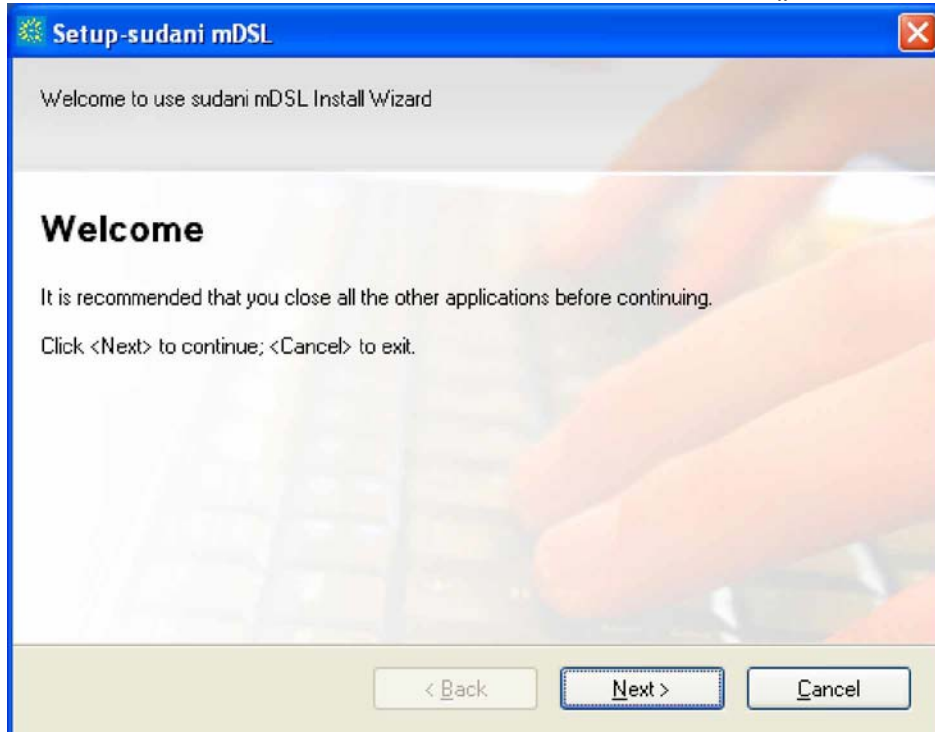 Setup-sudani mDSL
Welcome to use sudani mDSL Install Wizard
Welcome
It is recommended that you close all the other applications before continuing.
Click <Next> to continue; <Cancel> to exit.
< Back Next > Cancel